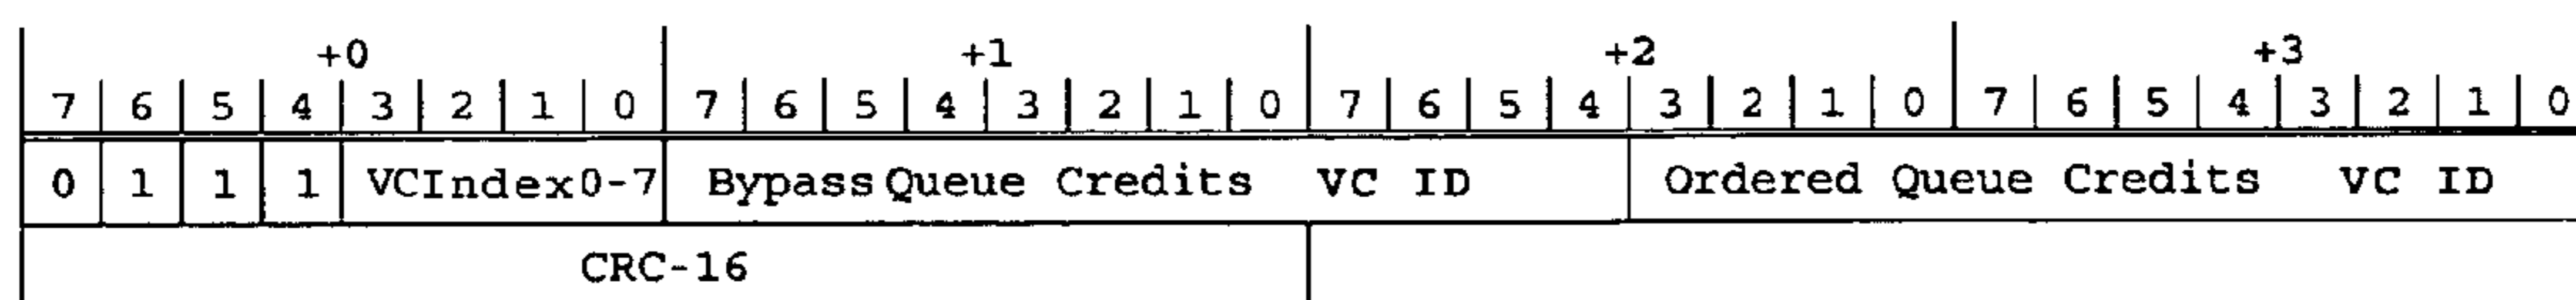 +0 +1 +2 +3
7 6 5 4 3 2 1 0 7 6 5 4 3 2 1 0 7 6 5 4 3 2 1 0 7 6 5 4 3 2 1 0
0 1 1 1 VCIndex0-7 Bypass Queue Credits VC ID Ordered Queue Credits VC ID
CRC-16